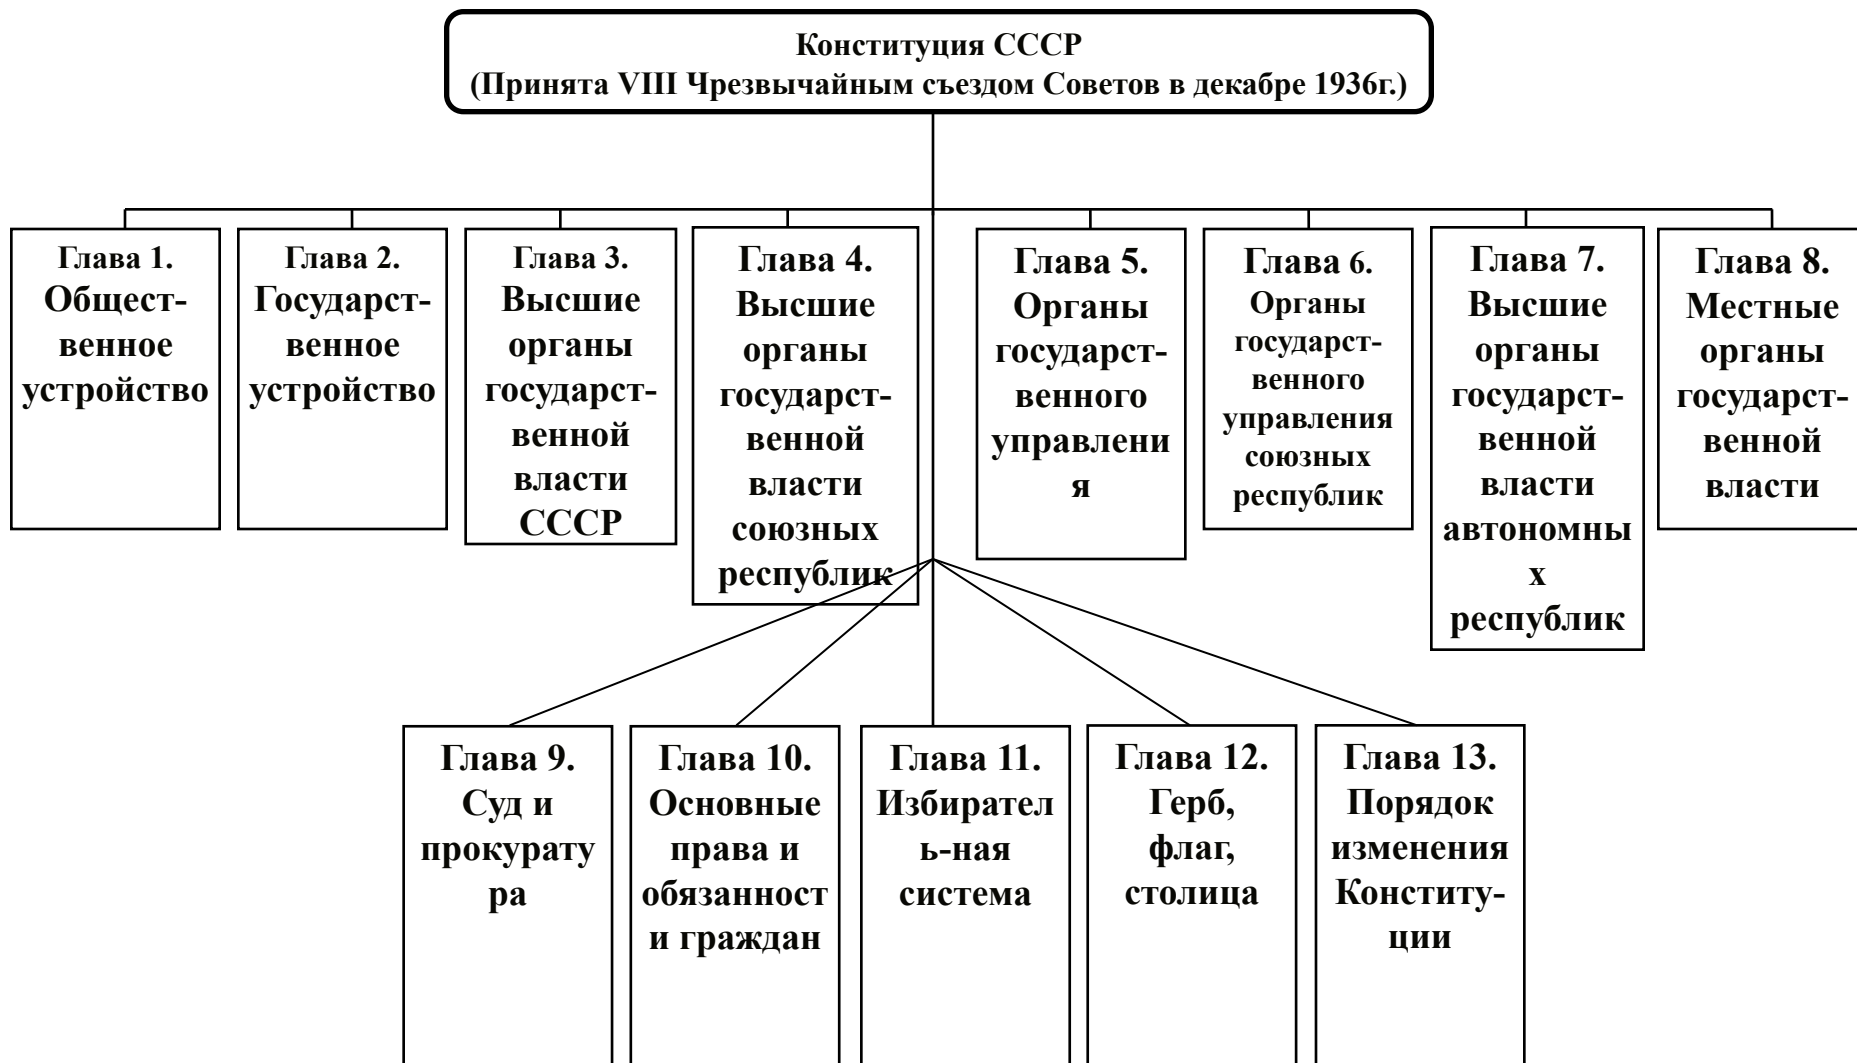 Конституция СССР
(Принята VIII Чрезвычайным съездом Советов в декабре 1936г.)
Глава 1.
Общест-
венное
устройство
Глава 2.
Государст-
венное
устройство
Глава 3.
Высшие
органы
государст-
венной
власти
СССР
Глава 4.
Высшие
органы
государст-
венной
власти
союзных
республик
Глава 5.
Органы
государст-
венного
управлени
я
Глава 6.
Органы
государст-
венного
управления
союзных
республик
Глава 7.
Высшие
органы
государст-
венной
власти
автономны
х
республик
Глава 8.
Местные
органы
государст-
венной
власти
Глава 9.
Суд и
прокурату
ра
Глава 10.
Основные
права и
обязанност
и граждан
Глава 11.
Избирател
ь-ная
система
Глава 12.
Герб,
флаг,
столица
Глава 13.
Порядок
изменения
Конститу-
ции